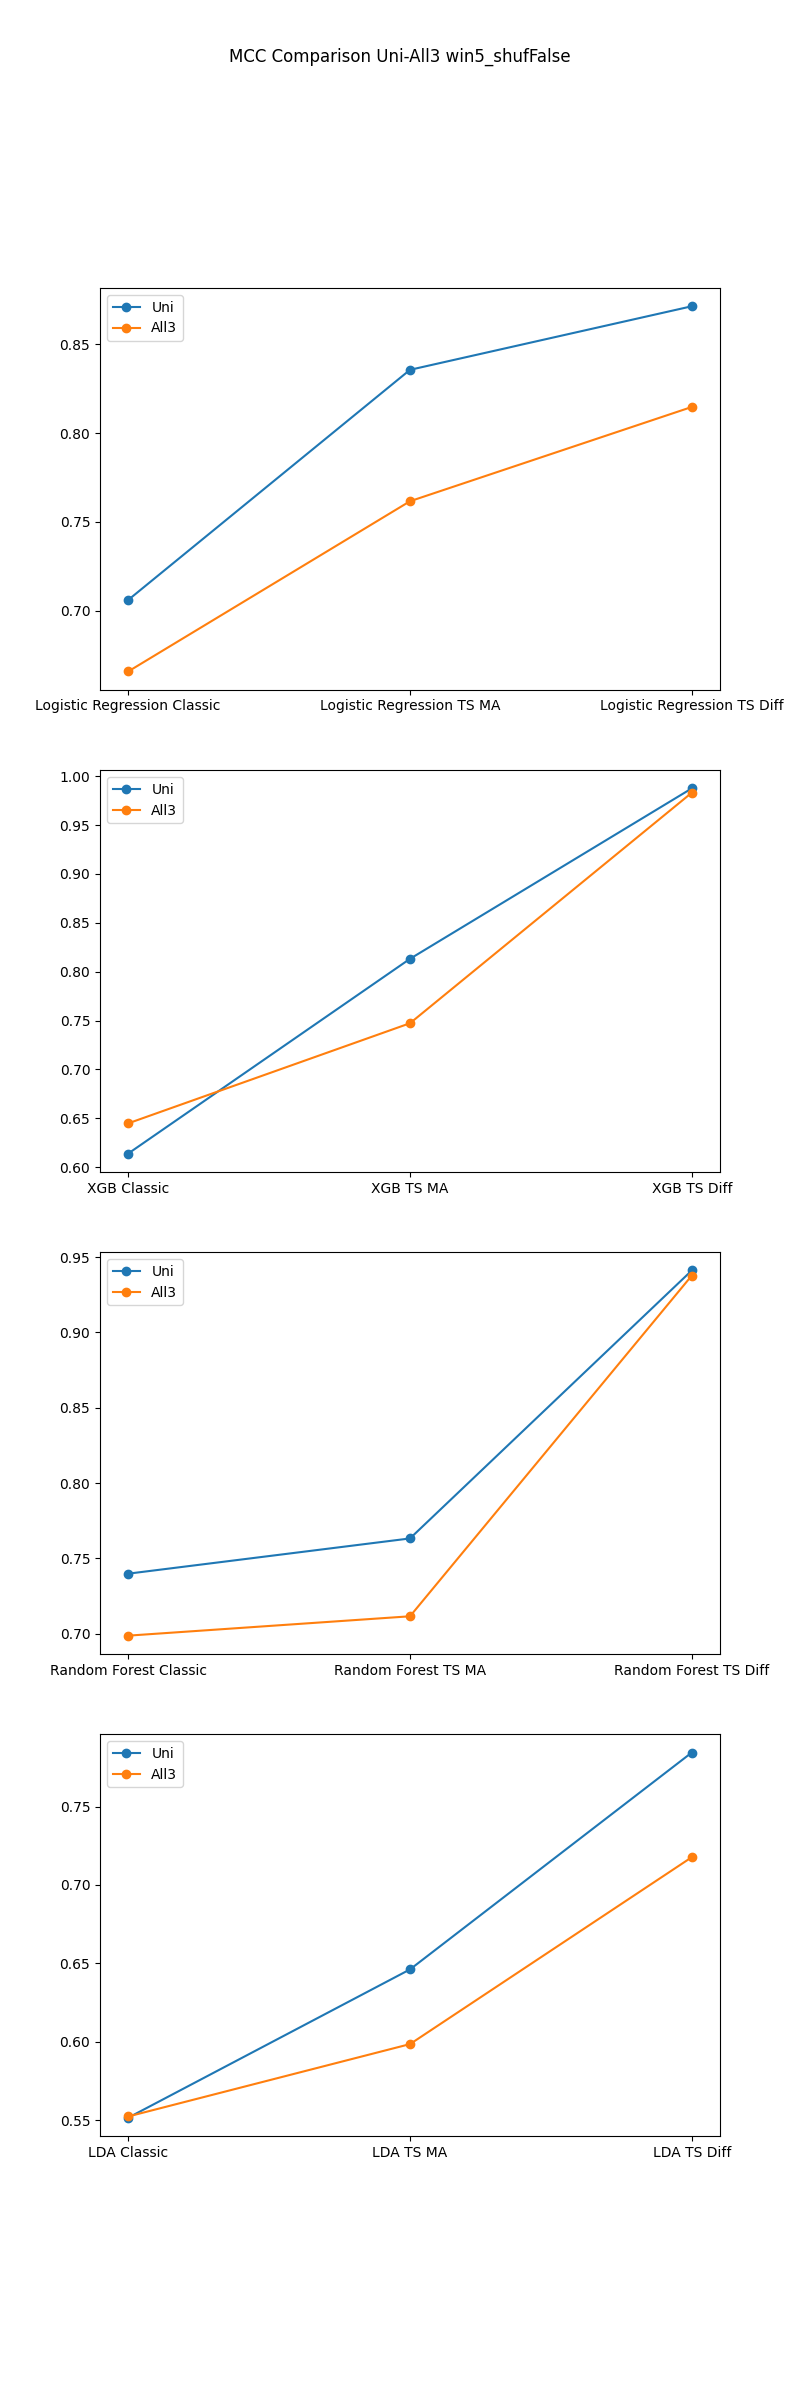 MCC Comparison Uni-All3 win5_shufFalse
Uni
All3
0.85
0.80
0.75
0.70
Logistic Regression Classic
Logistic Regression TS MA
Logistic Regression TS Diff
1.00
Uni
All3
0.95
0.90
0.85
0.80
0.75
0.70
0.65
0.60
XGB Classic
XGB TS MA
XGB TS Diff
0.95
Uni
All3
0.90
0.85
0.80
0.75
0.70
Random Forest Classic
Random Forest TS MA
Random Forest TS Diff
Uni
All3
0.75
0.70
0.65
0.60
0.55
LDA Classic
LDA TS MA
LDA TS Diff